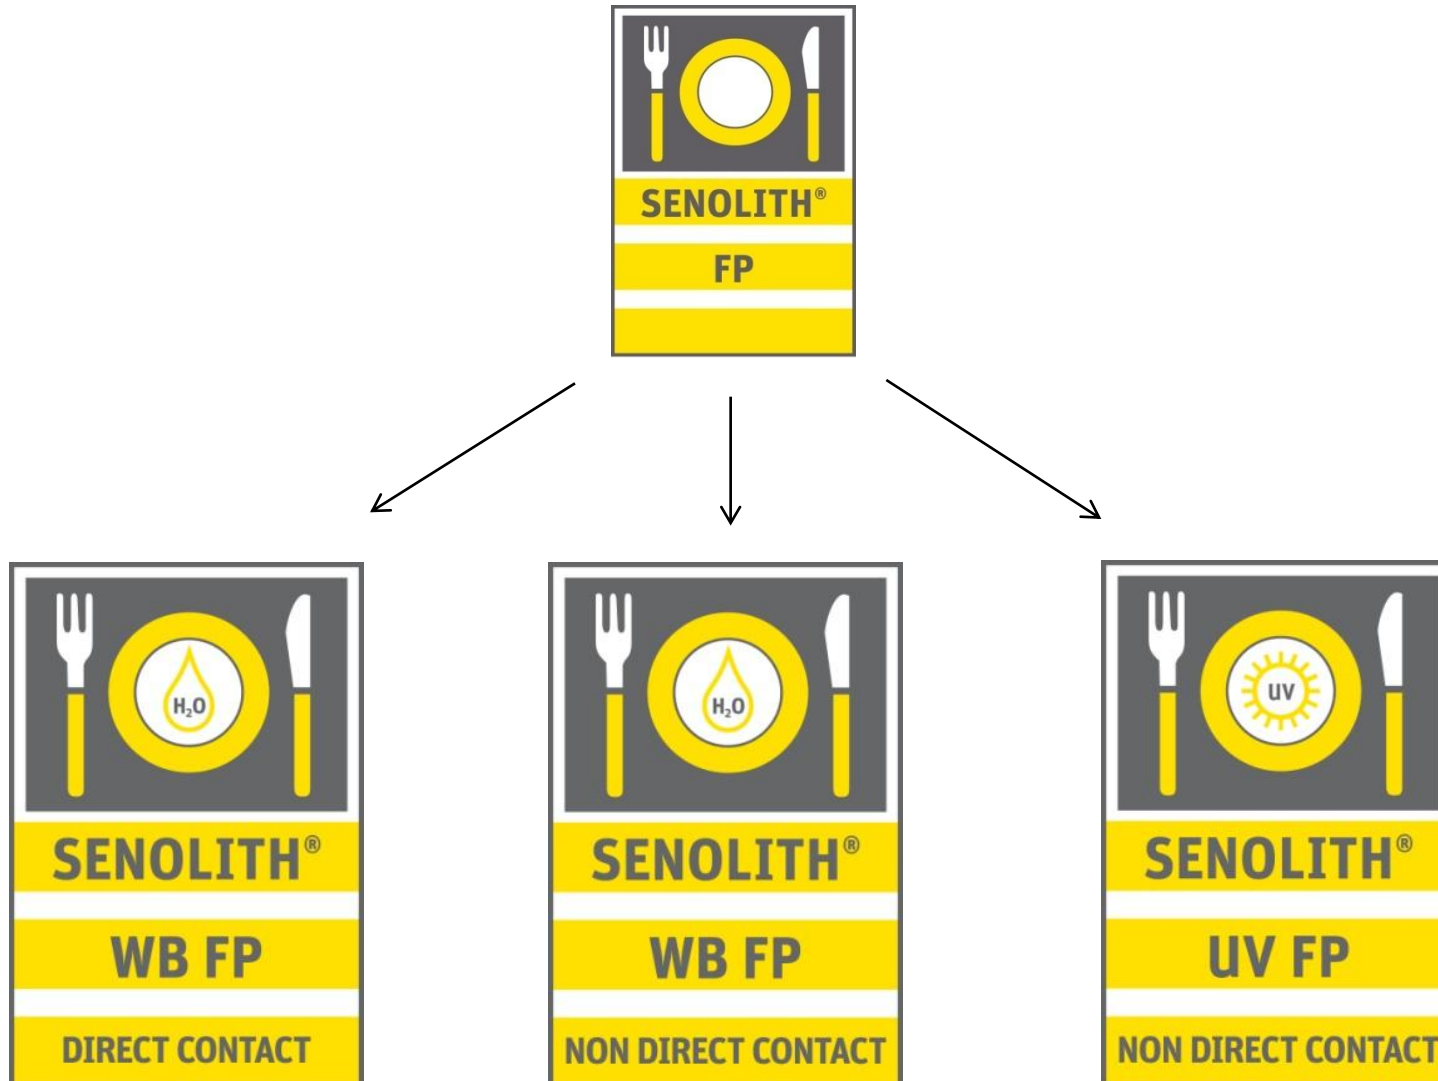 SENOLITH®
FP
H₂O
SENOLITH®
WB FP
DIRECT CONTACT
H₂O
SENOLITH®
WB FP
NON DIRECT CONTACT
UV
SENOLITH®
UV FP
NON DIRECT CONTACT